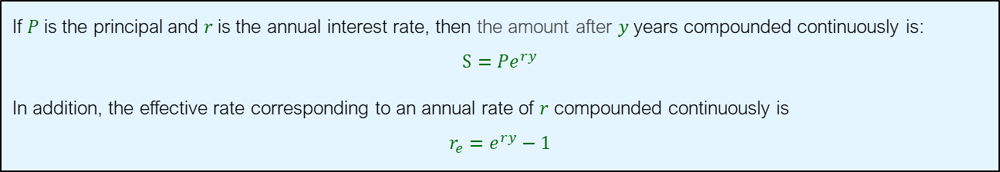 If P is the principal and r is the annual interest rate, then the amount after y years compounded continuously is:
S = Pe^{ry}
In addition, the effective rate corresponding to an annual rate of r compounded continuously is
r_e = e^{ry} − 1